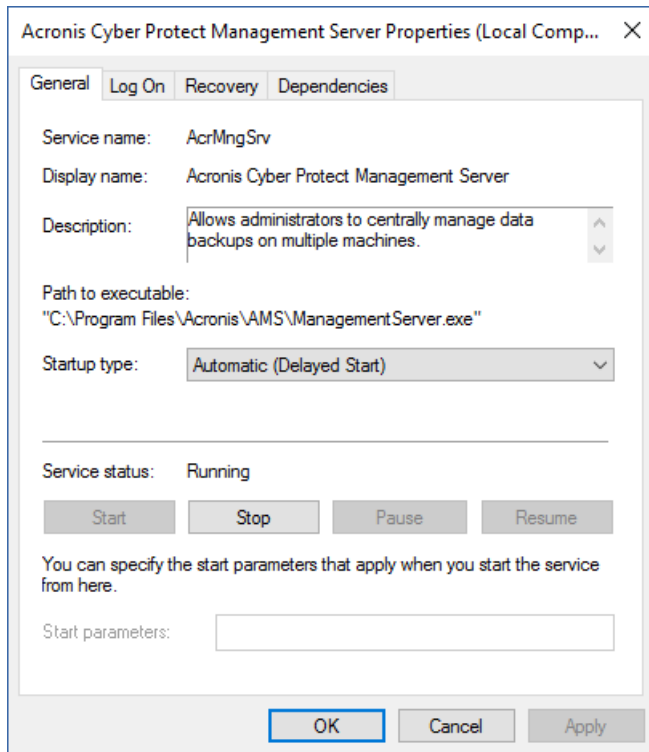 Acronis Cyber Protect Management Server Properties (Local Comp...
General Log On Recovery Dependencies
Service name: AcrMngSrv
Display name: Acronis Cyber Protect Management Server
Description: Allows administrators to centrally manage data
backups on multiple machines.
Path to executable:
"C:\Program Files\Acronis\AMS\ManagementServer.exe"
Startup type: Automatic (Delayed Start)
Service status: Running
Start Stop Pause Resume
You can specify the start parameters that apply when you start the service
from here.
Start parameters:
OK Cancel Apply